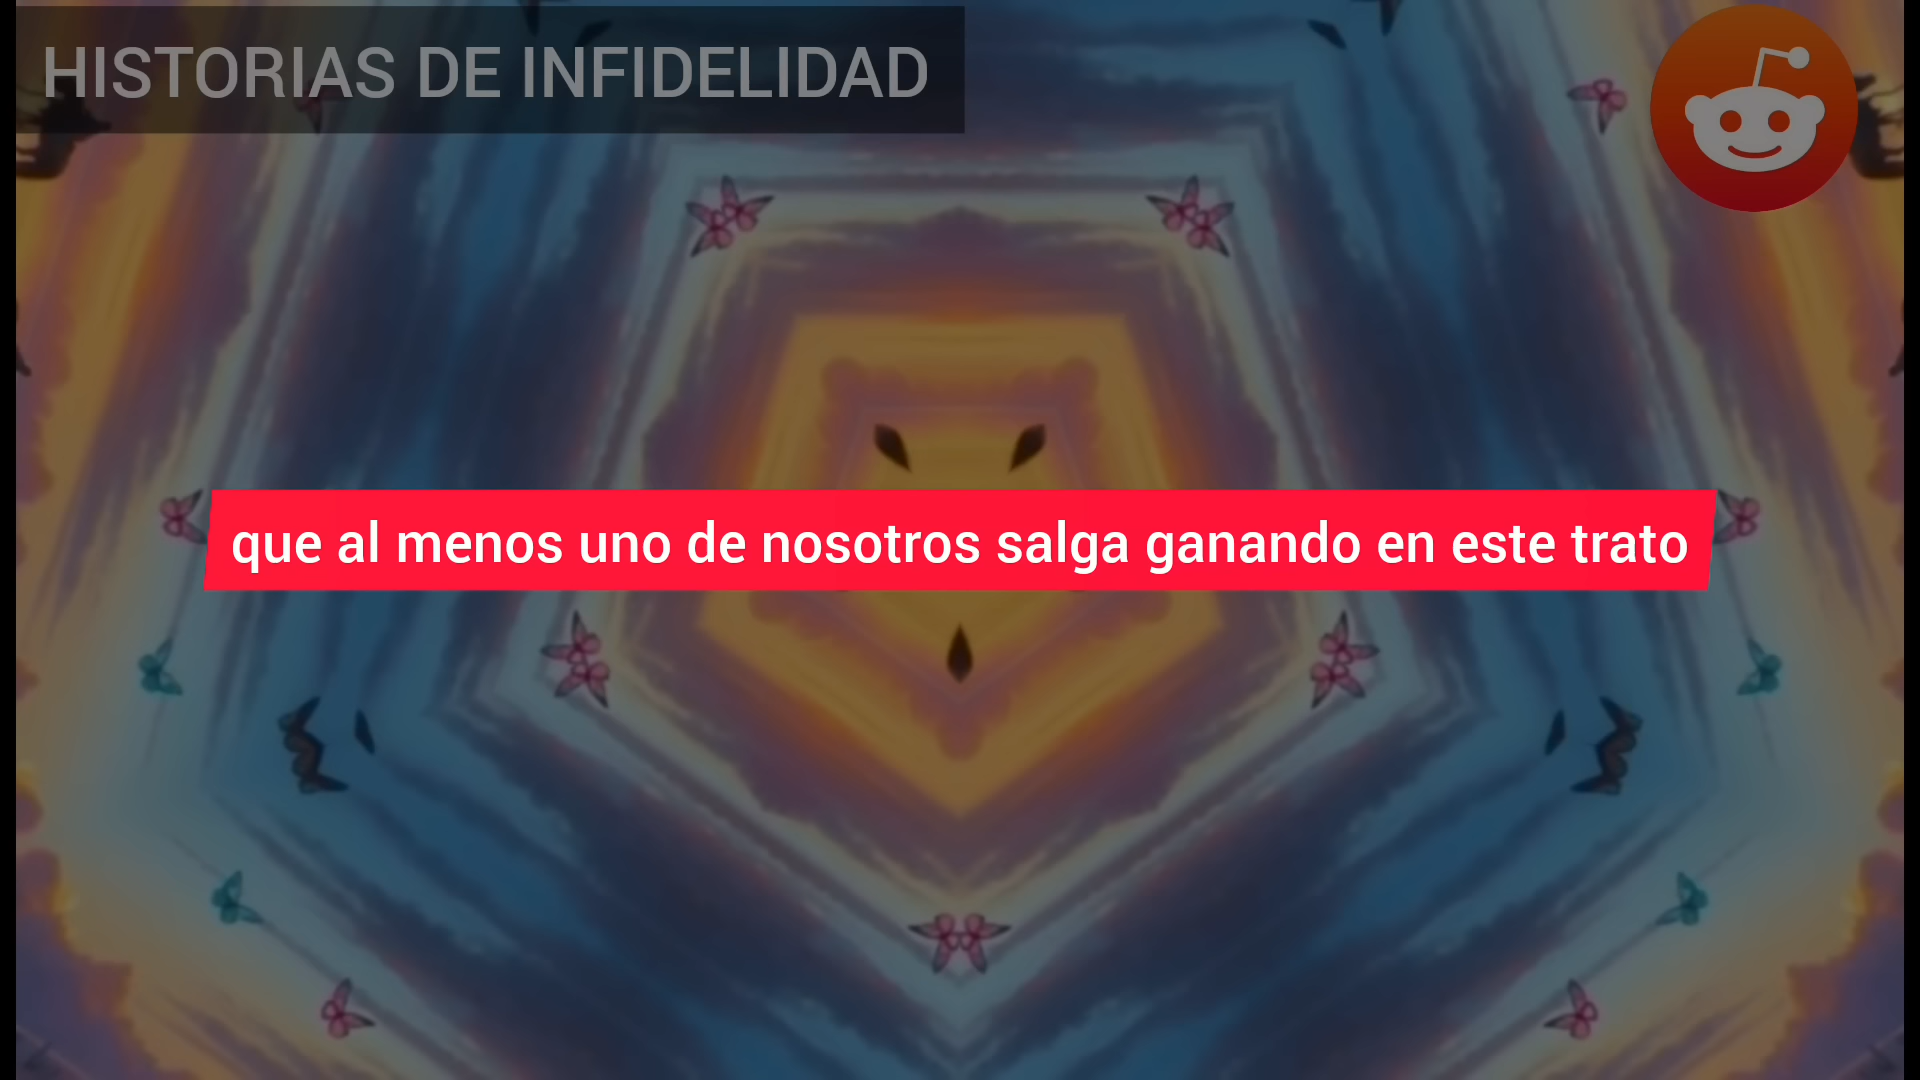 HISTORIAS DE INFIDELIDAD
que al menos uno de nosotros salga ganando en este trato